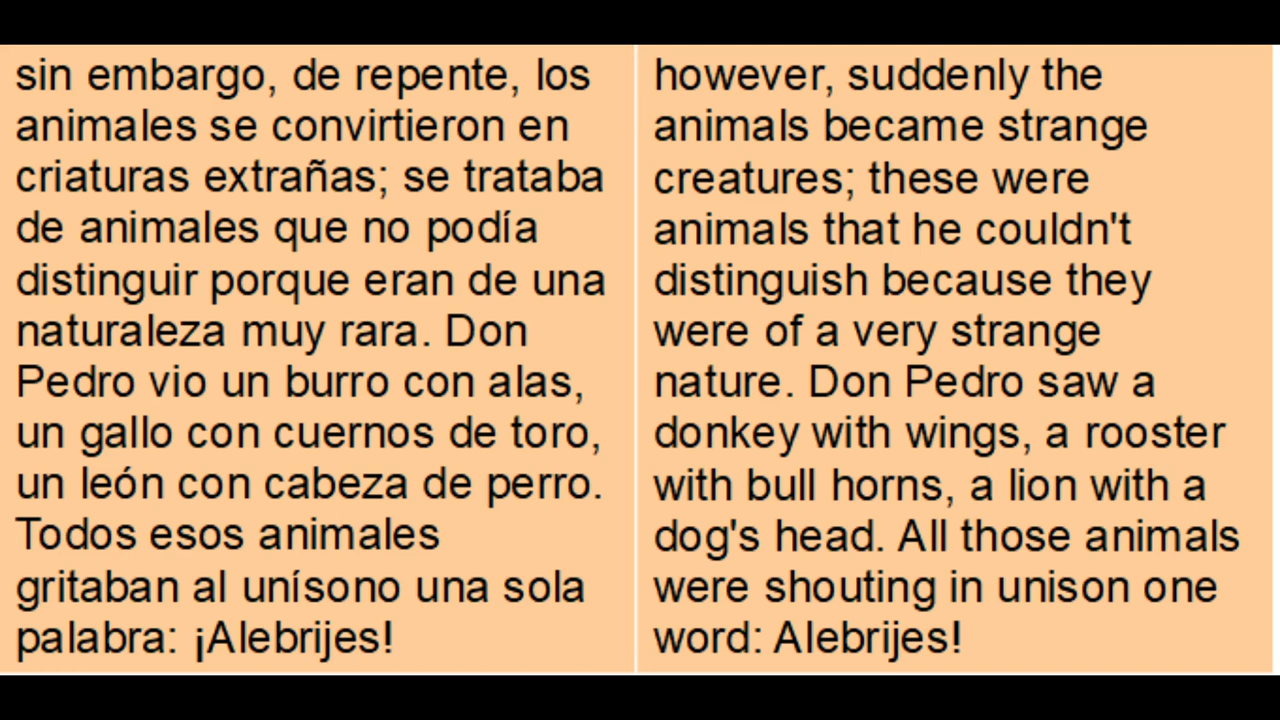 sin embargo, de repente, los
animales se convirtieron en
criaturas extrañas; se trataba
de animales que no podía
distinguir porque eran de una
naturaleza muy rara. Don
Pedro vio un burro con alas,
un gallo con cuernos de toro,
un león con cabeza de perro.
Todos esos animales
gritaban al unísono una sola
palabra: ¡Alebrijes!
however, suddenly the
animals became strange
creatures; these were
animals that he couldn't
distinguish because they
were of a very strange
nature. Don Pedro saw a
donkey with wings, a rooster
with bull horns, a lion with a
dog's head. All those animals
were shouting in unison one
word: Alebrijes!